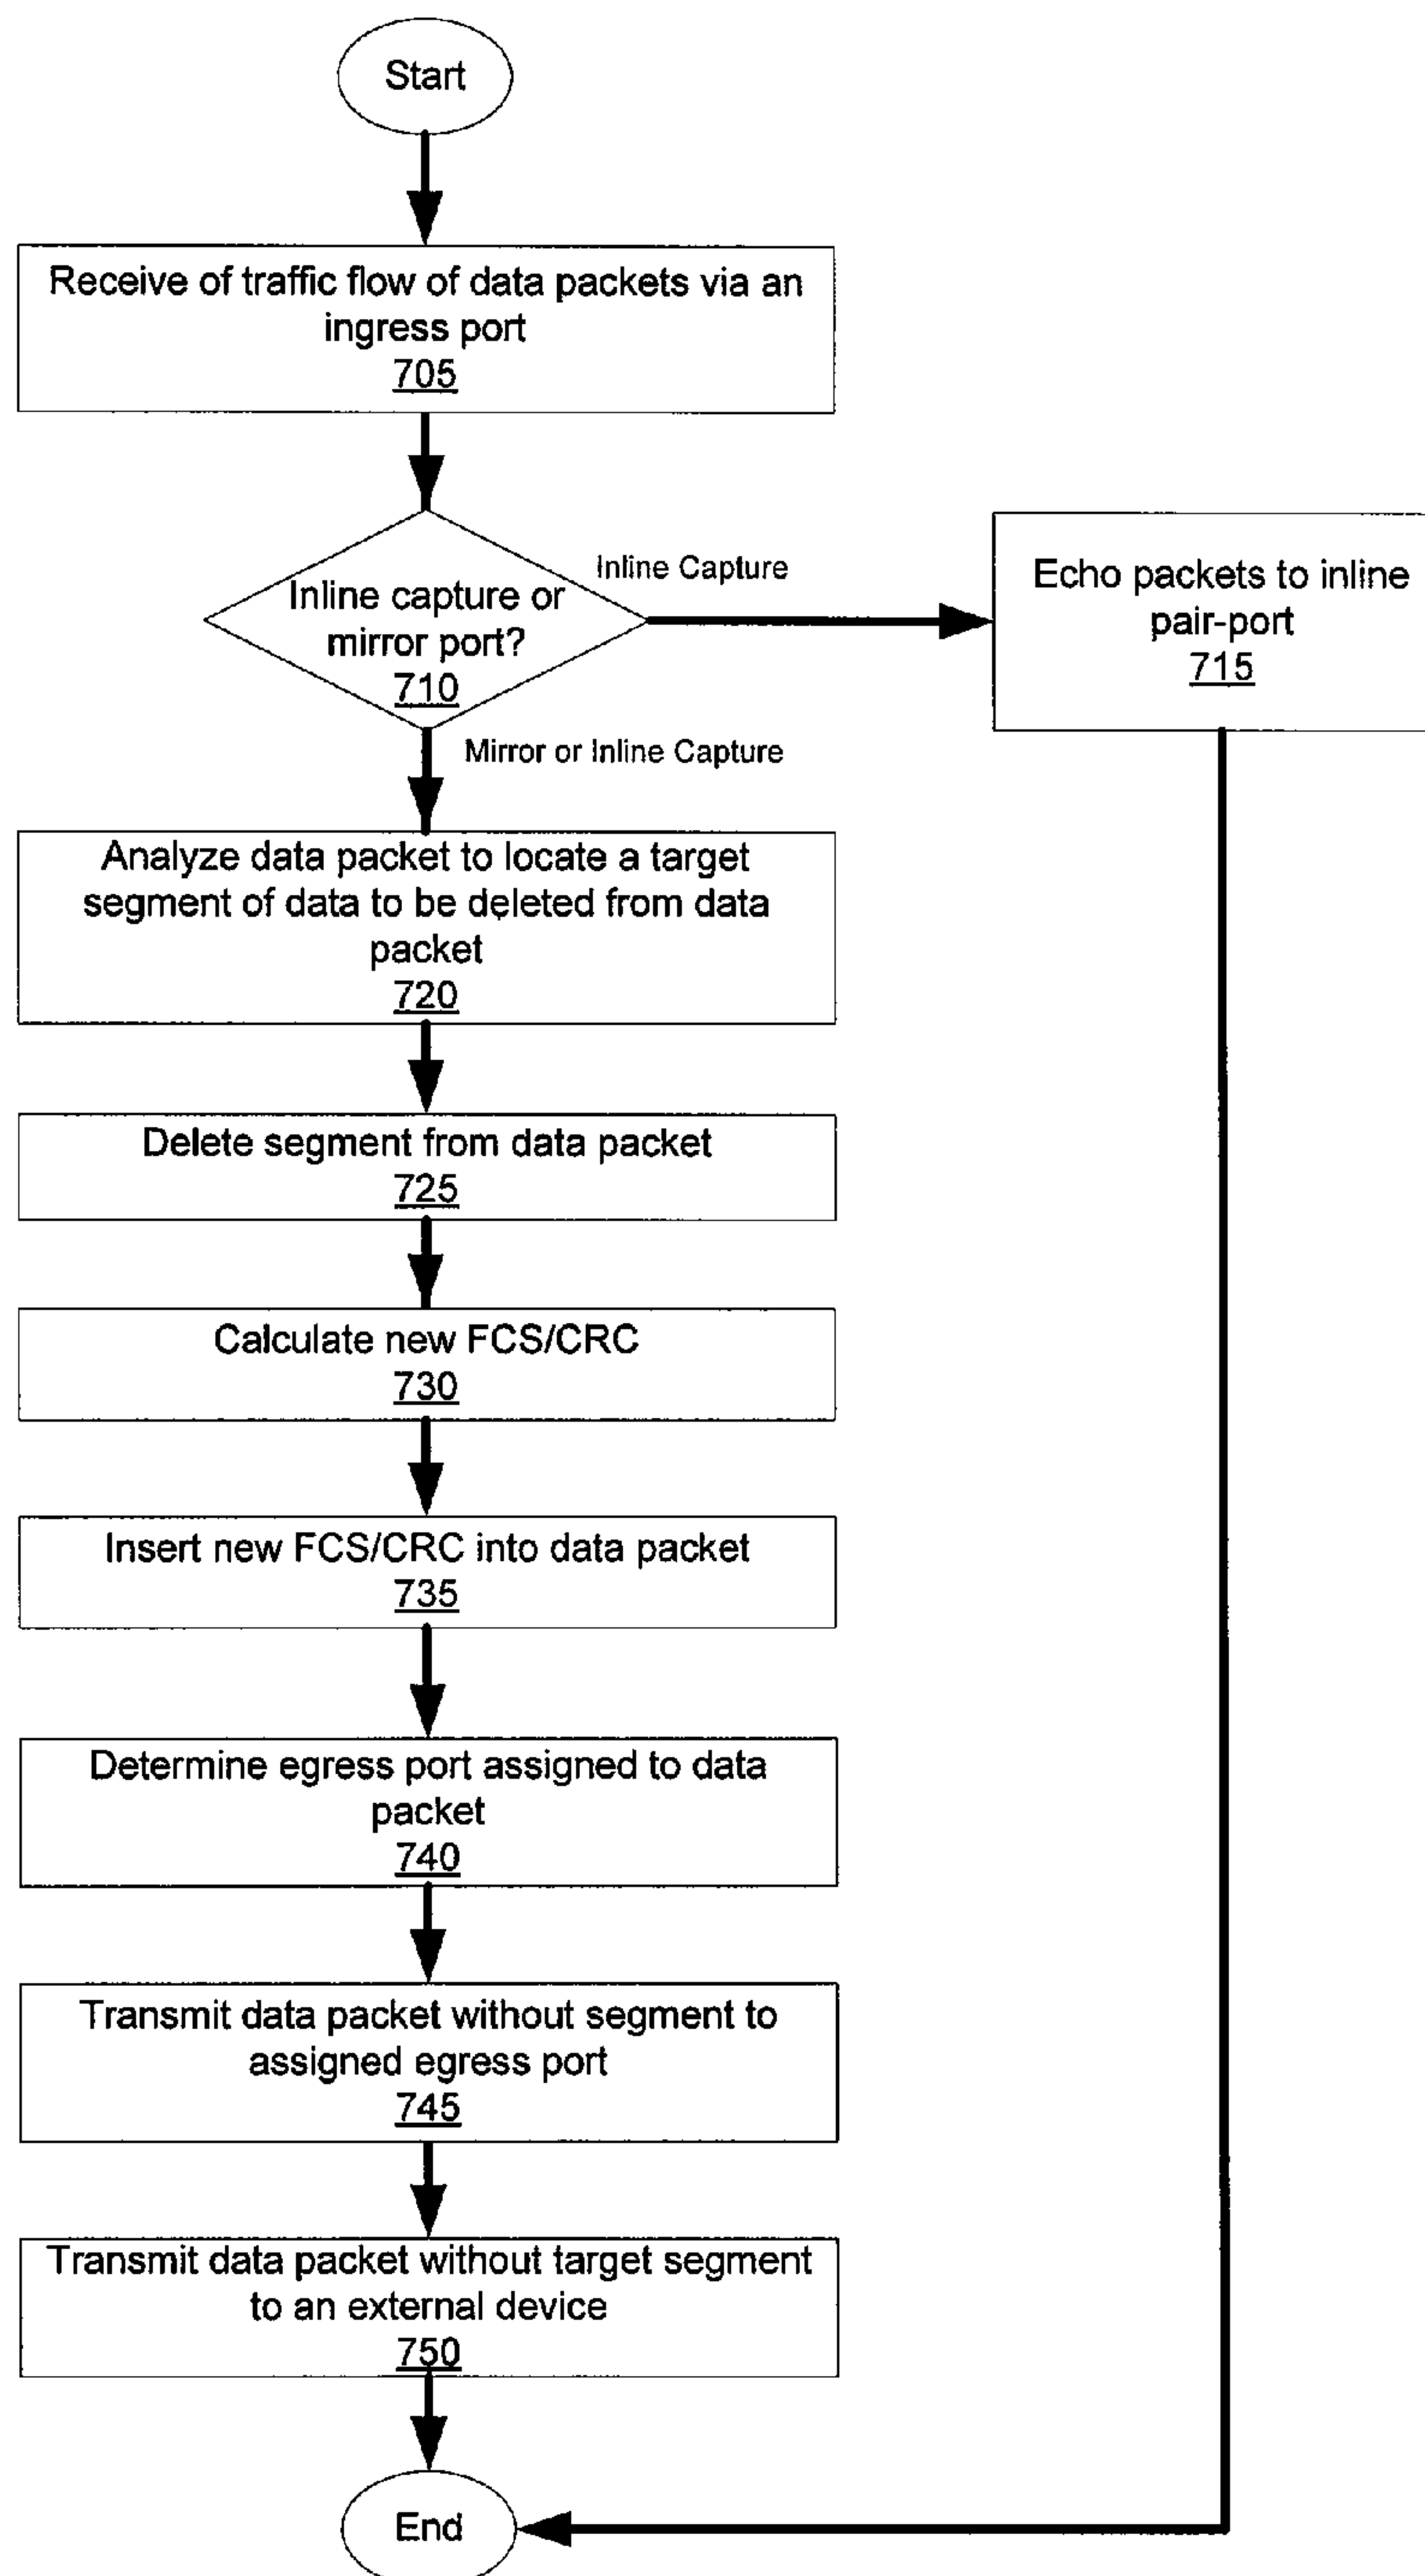 Start
Receive of traffic flow of data packets via an
ingress port
705
Inline Capture
Inline capture or
mirror port?
710
Echo packets to inline
pair-port
715
Mirror or Inline Capture
Analyze data packet to locate a target
segment of data to be deleted from data
packet
720
Delete segment from data packet
725
Calculate new FCS/CRC
730
Insert new FCS/CRC into data packet
735
Determine egress port assigned to data
packet
740
Transmit data packet without segment to
assigned egress port
745
Transmit data packet without target segment
to an external device
750
End